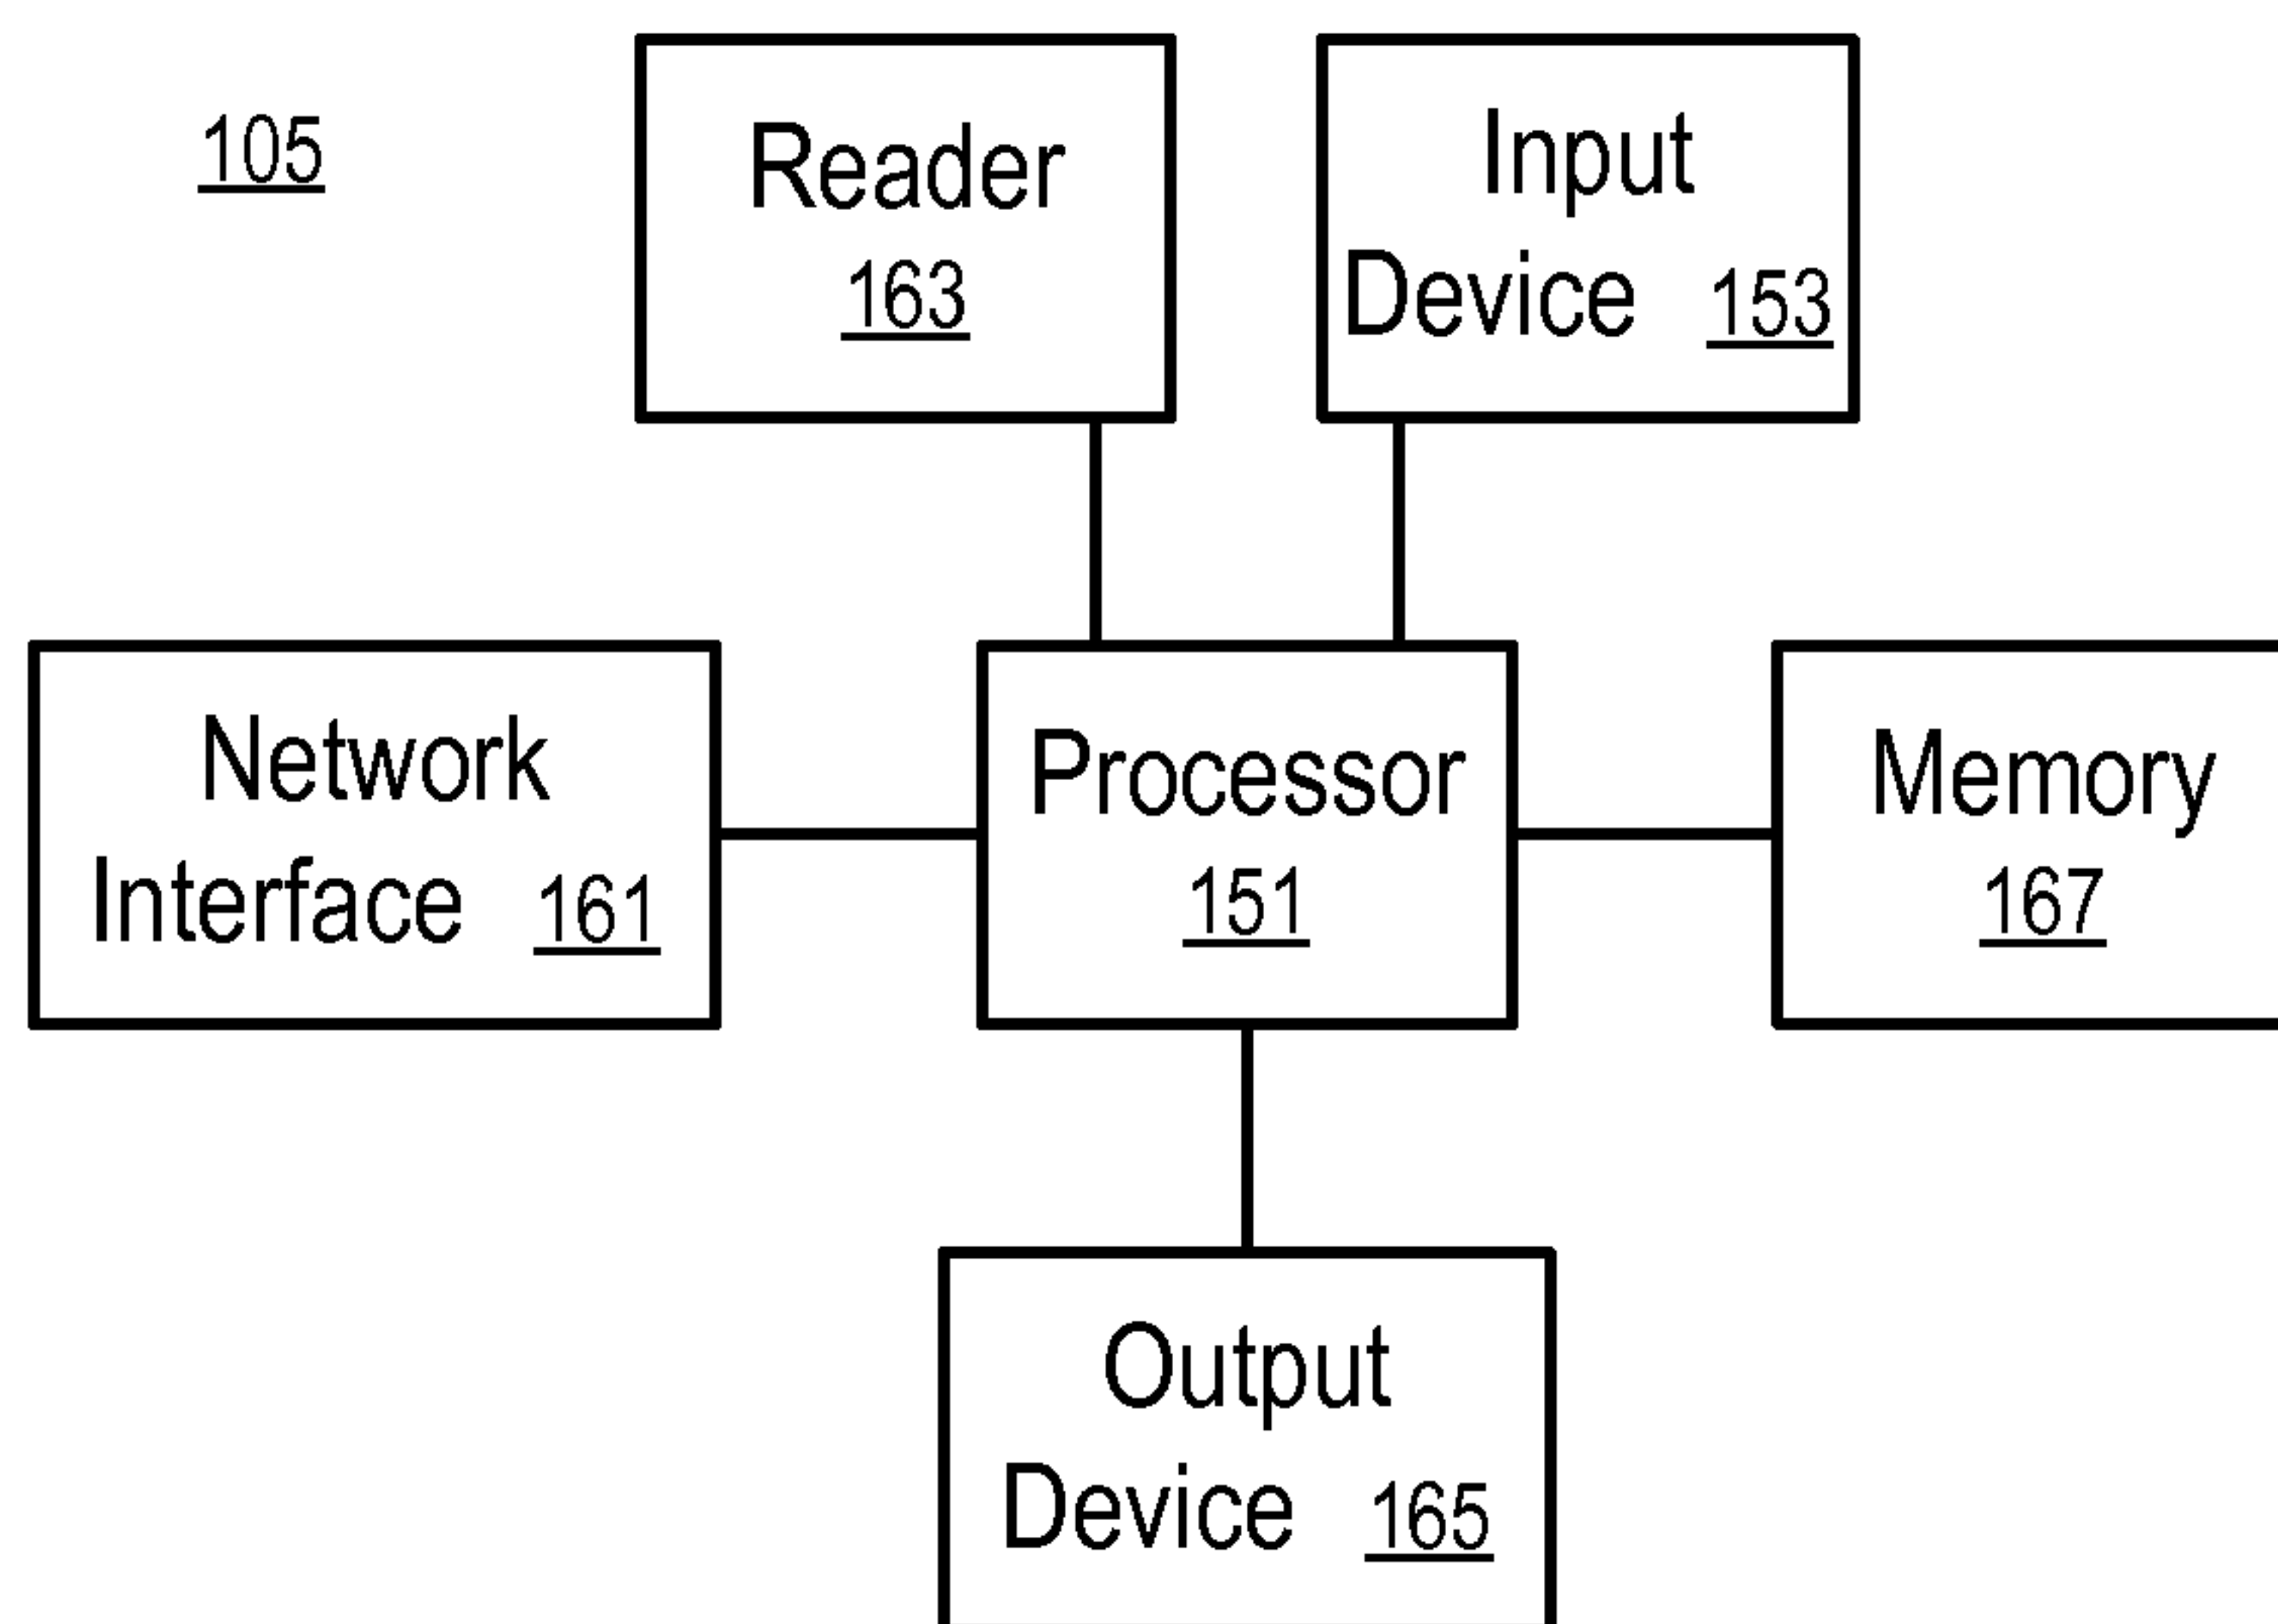 105
Reader
163
Input
Device 153
Network
Interface 161
Processor
151
Memory
167
Output
Device 165